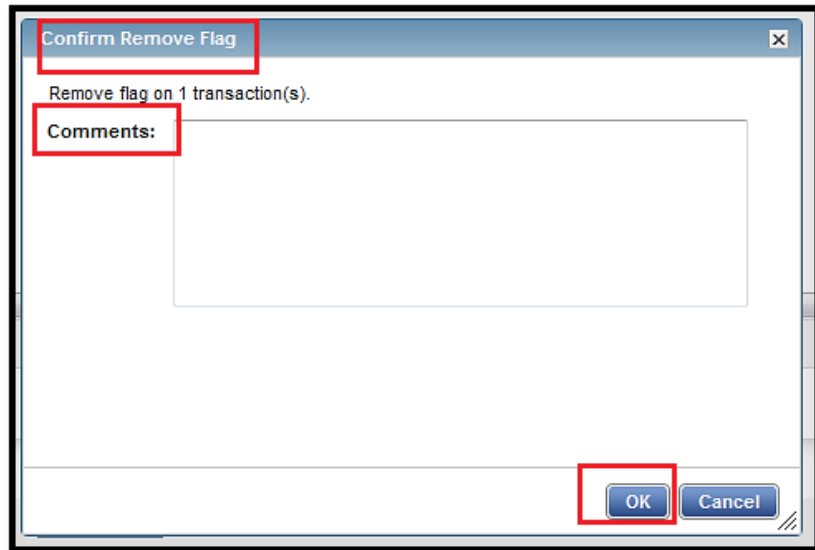 Confirm Remove Flag
Remove flag on 1 transaction(s).
Comments:
OK Cancel